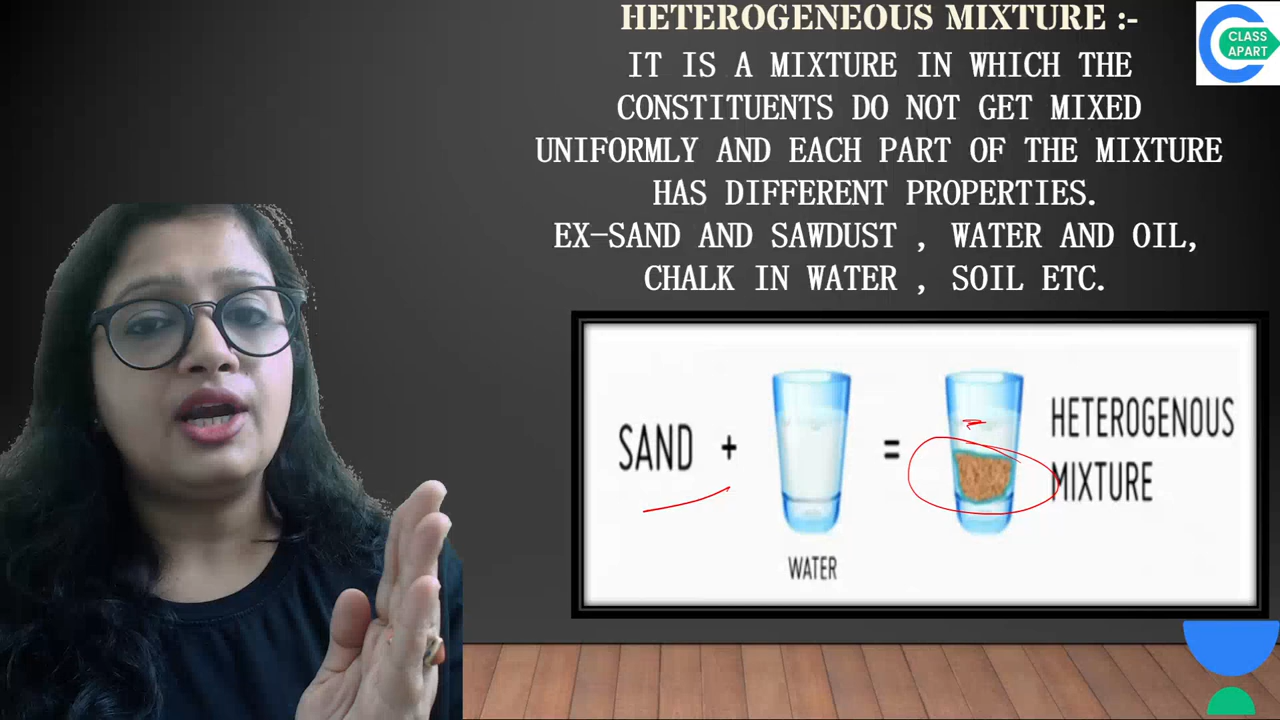 HETEROGENEOUS MIXTURE :-
IT IS A MIXTURE IN WHICH THE
CONSTITUENTS DO NOT GET MIXED
UNIFORMLY AND EACH PART OF THE MIXTURE
HAS DIFFERENT PROPERTIES.
EX-SAND AND SAWDUST , WATER AND OIL,
CHALK IN WATER , SOIL ETC.
CLASS
APART
SAND + =
HETEROGENOUS
MIXTURE
WATER